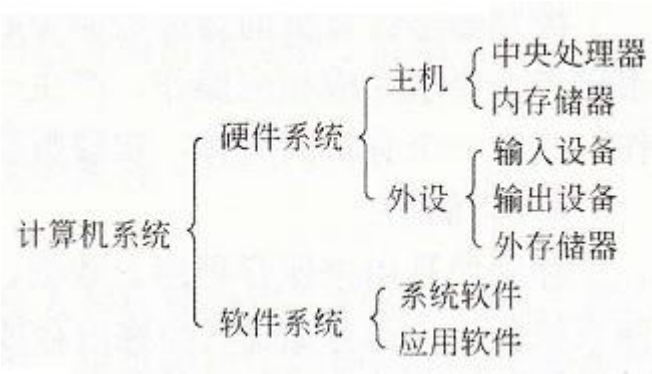 计算机系统
硬件系统
主机
中央处理器
内存储器
外设
输入设备
输出设备
外存储器
软件系统
系统软件
应用软件